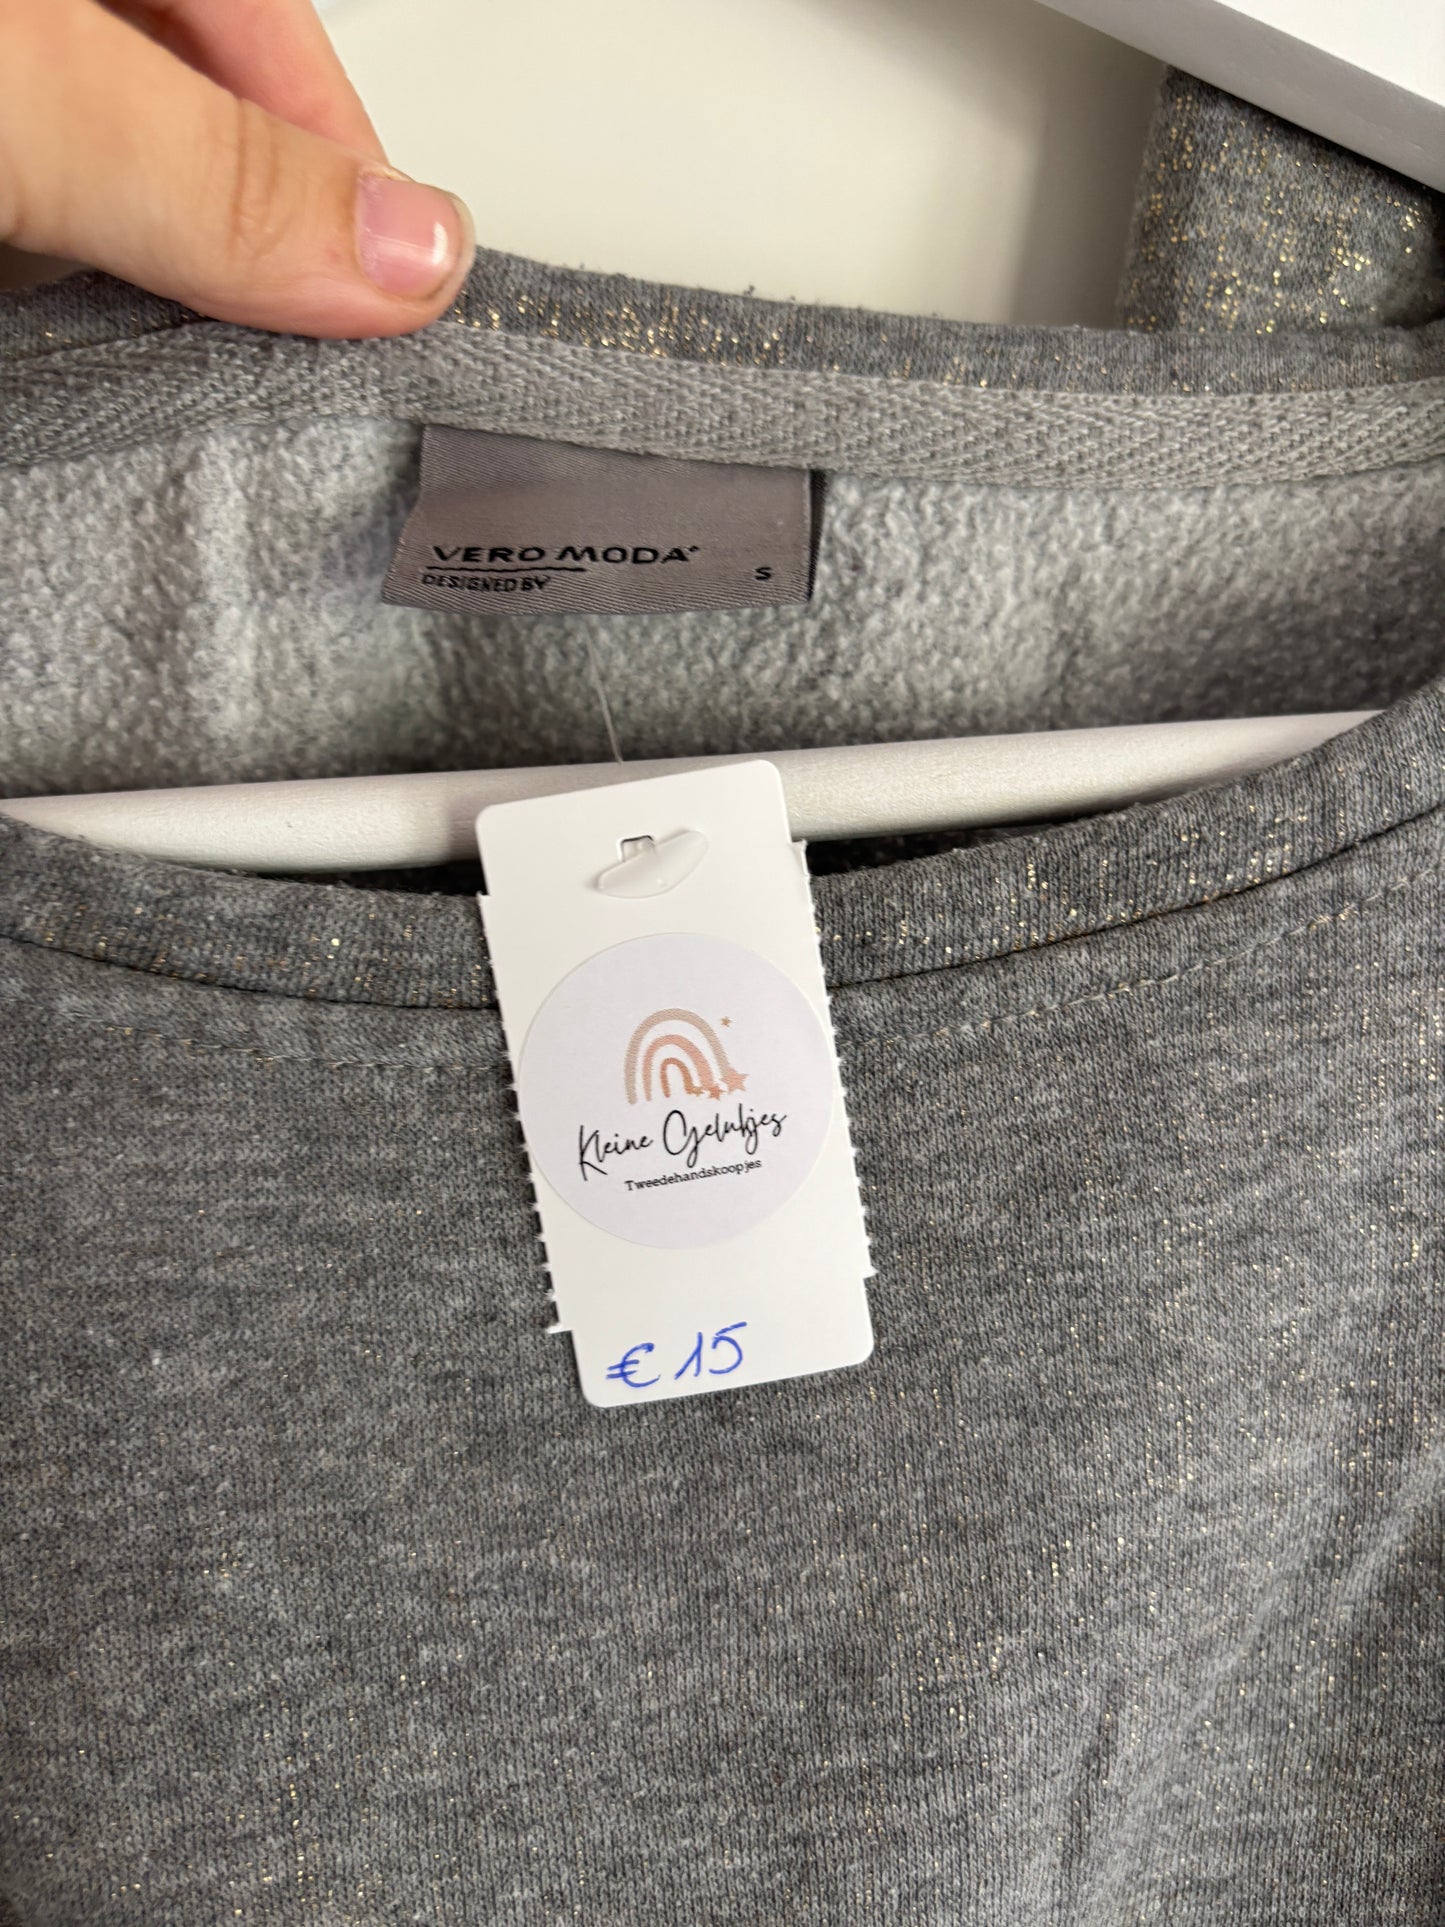 VERO MODA
DESIGNED BY
S
Kleine Gelukjes
Tweedehandskoopjes
€ 15